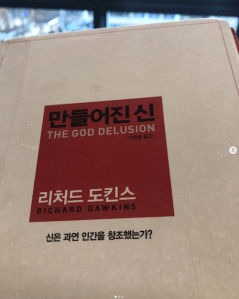 만들어진 신
THE GOD DELUSION
리처드 도킨스
RICHARD DAWKINS
신은 과연 인간을 창조했는가?